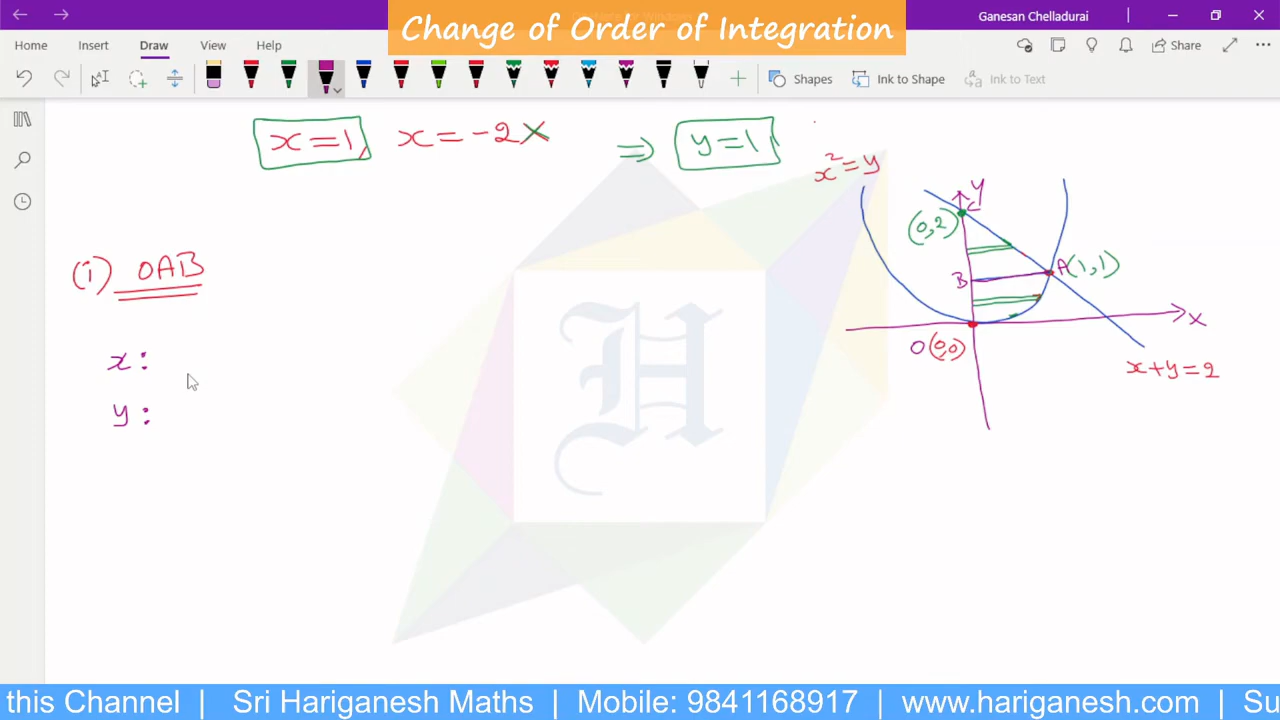 Change of Order of Integration
Ganesan Chelladurai
Home Insert Draw View Help
Share
Shapes
Ink to Shape
Ink to Text
x = 1, x = -2 X ⇒ y = 1,
x² = y
y
C
(0,2)
A(1,1)
B
x
O (0,0)
x + y = 2
(i) OAB
x :
y :
H
this Channel | Sri Hariganesh Maths | Mobile: 9841168917 | www.hariganesh.com | Su